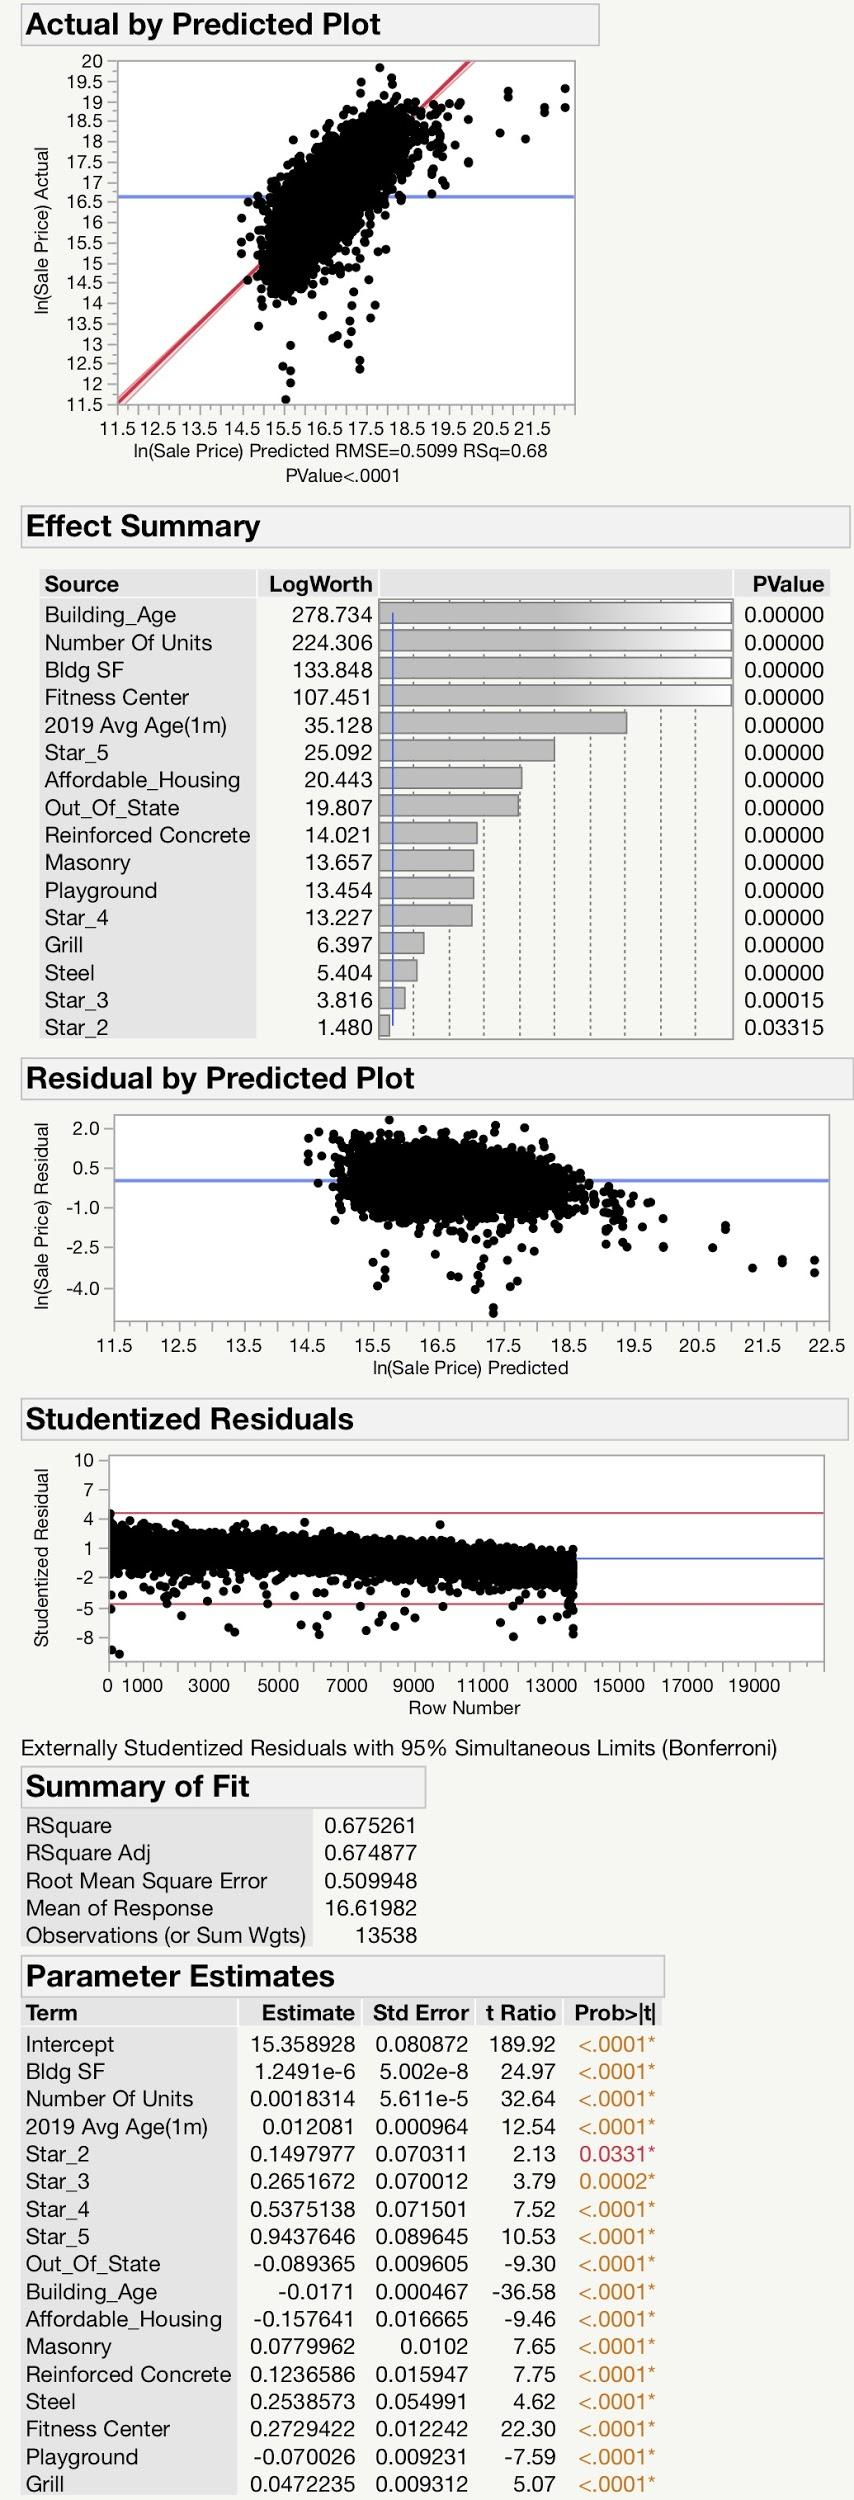 Actual by Predicted Plot
20
19.5
19
18.5
18
17.5
17
16.5
16
15.5
15
14.5
14
13.5
13
12.5
12
11.5
ln(Sale Price) Actual
11.5 12.5 13.5 14.5 15.5 16.5 17.5 18.5 19.5 20.5 21.5
ln(Sale Price) Predicted RMSE=0.5099 RSq=0.68
PValue<.0001
Effect Summary
Source LogWorth PValue
Building_Age 278.734 0.00000
Number Of Units 224.306 0.00000
Bldg SF 133.848 0.00000
Fitness Center 107.451 0.00000
2019 Avg Age(1m) 35.128 0.00000
Star_5 25.092 0.00000
Affordable_Housing 20.443 0.00000
Out_Of_State 19.807 0.00000
Reinforced Concrete 14.021 0.00000
Masonry 13.657 0.00000
Playground 13.454 0.00000
Star_4 13.227 0.00000
Grill 6.397 0.00000
Steel 5.404 0.00000
Star_3 3.816 0.00015
Star_2 1.480 0.03315
Residual by Predicted Plot
2.0
0.5
-1.0
-2.5
-4.0
ln(Sale Price) Residual
11.5 12.5 13.5 14.5 15.5 16.5 17.5 18.5 19.5 20.5 21.5 22.5
ln(Sale Price) Predicted
Studentized Residuals
10
7
4
1
-2
-5
-8
Studentized Residual
0 1000 3000 5000 7000 9000 11000 13000 15000 17000 19000
Row Number
Externally Studentized Residuals with 95% Simultaneous Limits (Bonferroni)
Summary of Fit
RSquare 0.675261
RSquare Adj 0.674877
Root Mean Square Error 0.509948
Mean of Response 16.61982
Observations (or Sum Wgts) 13538
Parameter Estimates
Term Estimate Std Error t Ratio Prob>|t|
Intercept 15.358928 0.080872 189.92 <.0001*
Bldg SF 1.2491e-6 5.002e-8 24.97 <.0001*
Number Of Units 0.0018314 5.611e-5 32.64 <.0001*
2019 Avg Age(1m) 0.012081 0.000964 12.54 <.0001*
Star_2 0.1497977 0.070311 2.13 0.0331*
Star_3 0.2651672 0.070012 3.79 0.0002*
Star_4 0.5375138 0.071501 7.52 <.0001*
Star_5 0.9437646 0.089645 10.53 <.0001*
Out_Of_State -0.089365 0.009605 -9.30 <.0001*
Building_Age -0.0171 0.000467 -36.58 <.0001*
Affordable_Housing -0.157641 0.016665 -9.46 <.0001*
Masonry 0.0779962 0.0102 7.65 <.0001*
Reinforced Concrete 0.1236586 0.015947 7.75 <.0001*
Steel 0.2538573 0.054991 4.62 <.0001*
Fitness Center 0.2729422 0.012242 22.30 <.0001*
Playground -0.070026 0.009231 -7.59 <.0001*
Grill 0.0472235 0.009312 5.07 <.0001*